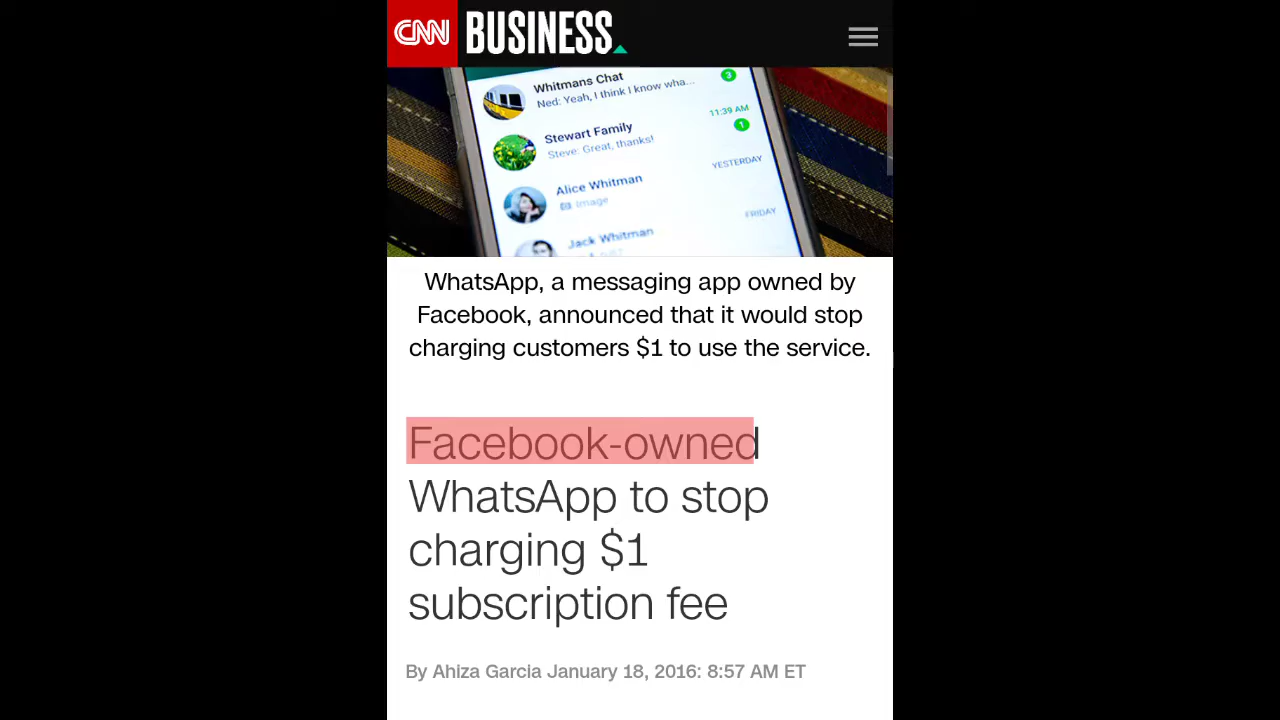 CNN BUSINESS
Whitmans Chat
3
Ned: Yeah, I think I know wha...
11:39 AM
Stewart Family
1
Steve: Great, thanks!
YESTERDAY
Alice Whitman
Image
FRIDAY
Jack Whitman
WhatsApp, a messaging app owned by
Facebook, announced that it would stop
charging customers $1 to use the service.
Facebook-owned
WhatsApp to stop
charging $1
subscription fee
By Ahiza Garcia January 18, 2016: 8:57 AM ET